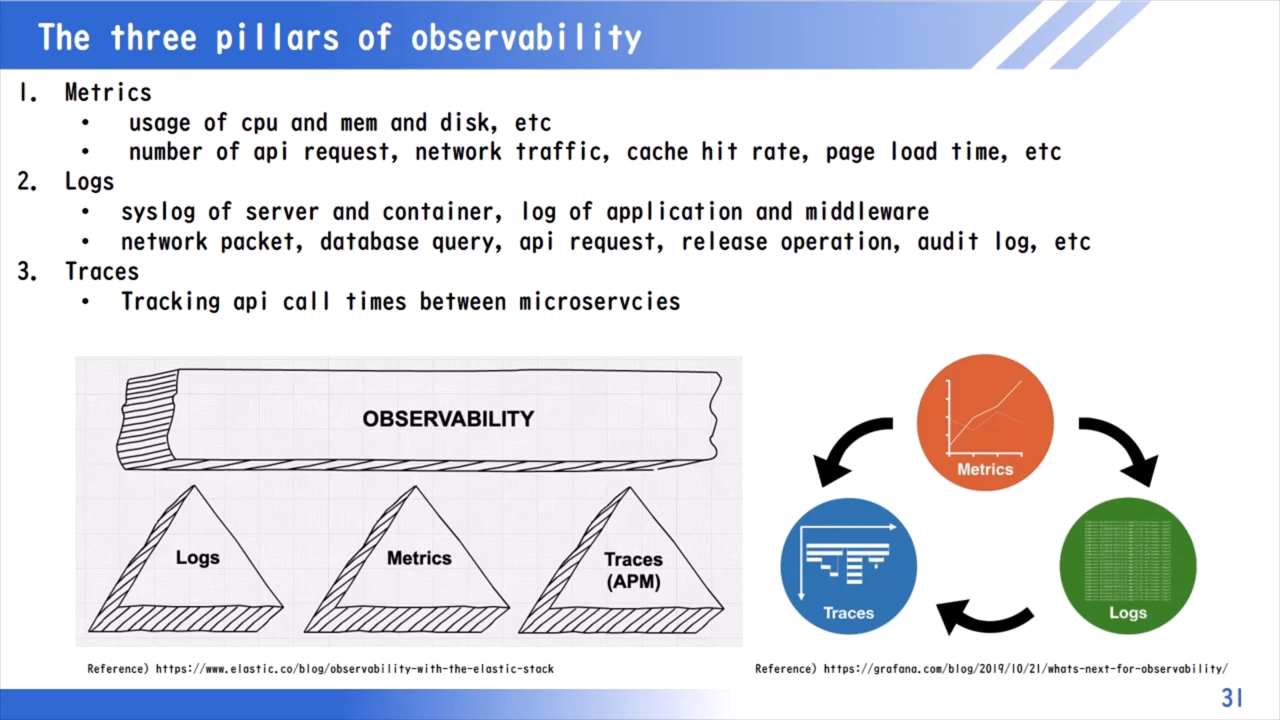 The three pillars of observability
1. Metrics
• usage of cpu and mem and disk, etc
• number of api request, network traffic, cache hit rate, page load time, etc
2. Logs
• syslog of server and container, log of application and middleware
• network packet, database query, api request, release operation, audit log, etc
3. Traces
• Tracking api call times between microservcies
OBSERVABILITY
Logs
Metrics
Traces
(APM)
Metrics
Traces
Logs
Reference) https://www.elastic.co/blog/observability-with-the-elastic-stack
Reference) https://grafana.com/blog/2019/10/21/whats-next-for-observability/
31